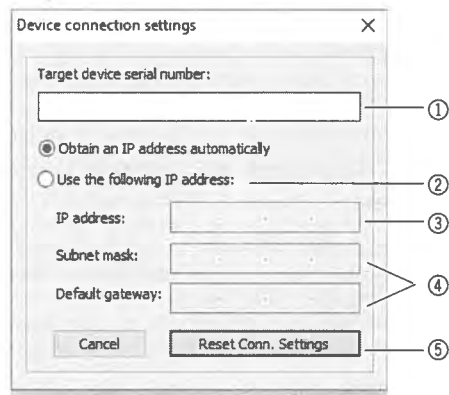 Device connection settings
Target device serial number:
①
Obtain an IP address automatically
Use the following IP address:
②
IP address:
③
Subnet mask:
④
Default gateway:
Cancel
Reset Conn. Settings
⑤